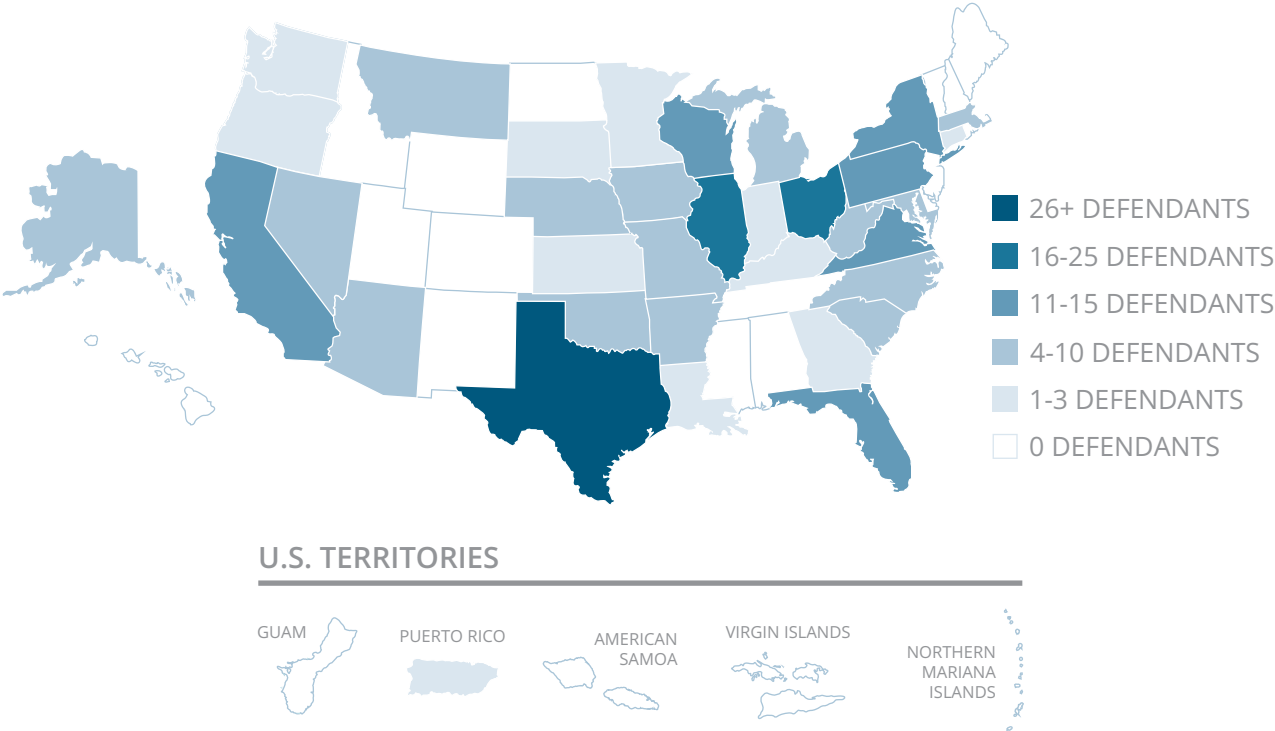 26+ DEFENDANTS
16-25 DEFENDANTS
11-15 DEFENDANTS
4-10 DEFENDANTS
1-3 DEFENDANTS
0 DEFENDANTS
U.S. TERRITORIES
GUAM
PUERTO RICO
AMERICAN
SAMOA
VIRGIN ISLANDS
NORTHERN
MARIANA
ISLANDS